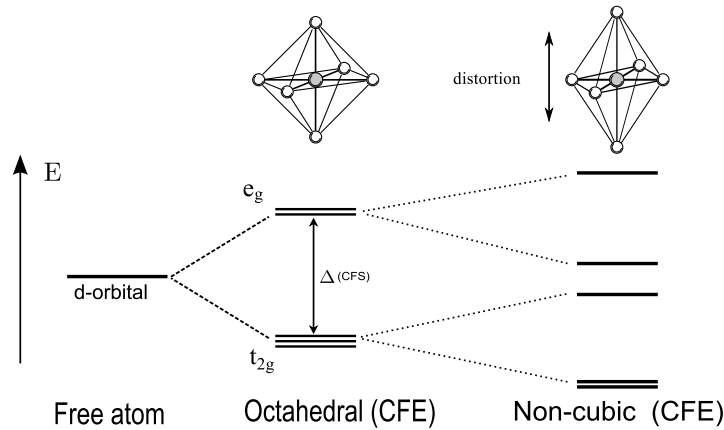 distortion
E
e_g
Δ (CFS)
d-orbital
t_2g
Free atom
Octahedral (CFE)
Non-cubic (CFE)